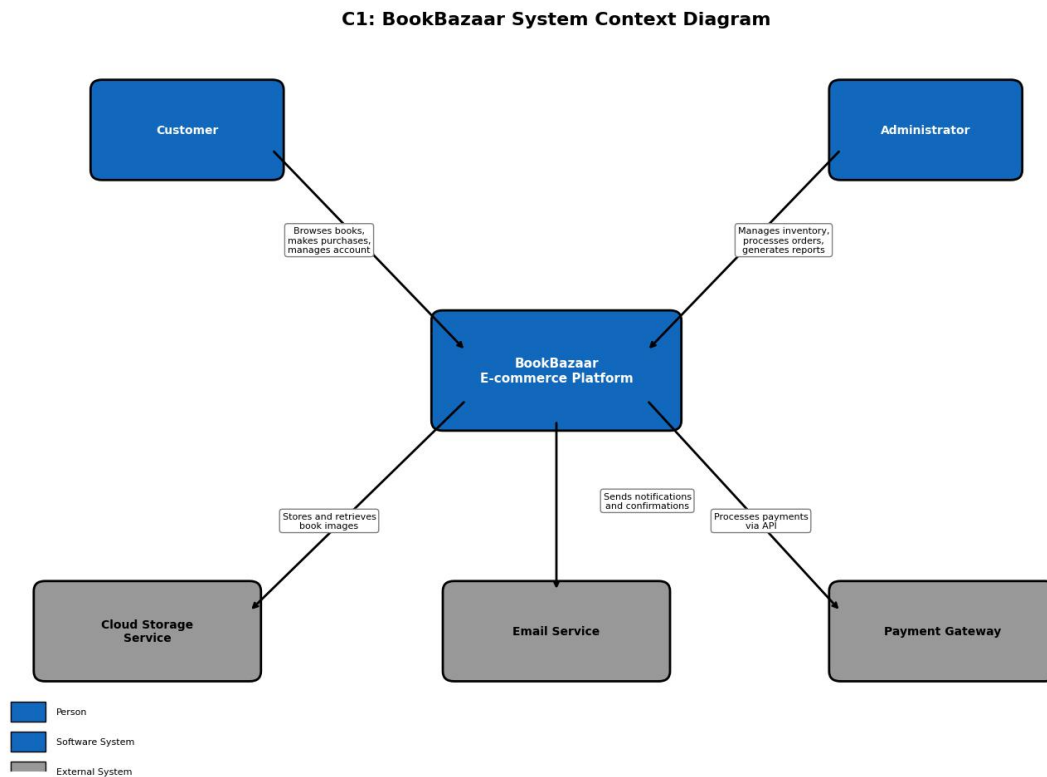 C1: BookBazaar System Context Diagram
Customer
Administrator
Browses books,
makes purchases,
manages account
Manages inventory,
processes orders,
generates reports
BookBazaar
E-commerce Platform
Stores and retrieves
book images
Sends notifications
and confirmations
Processes payments
via API
Cloud Storage
Service
Email Service
Payment Gateway
Person
Software System
External System